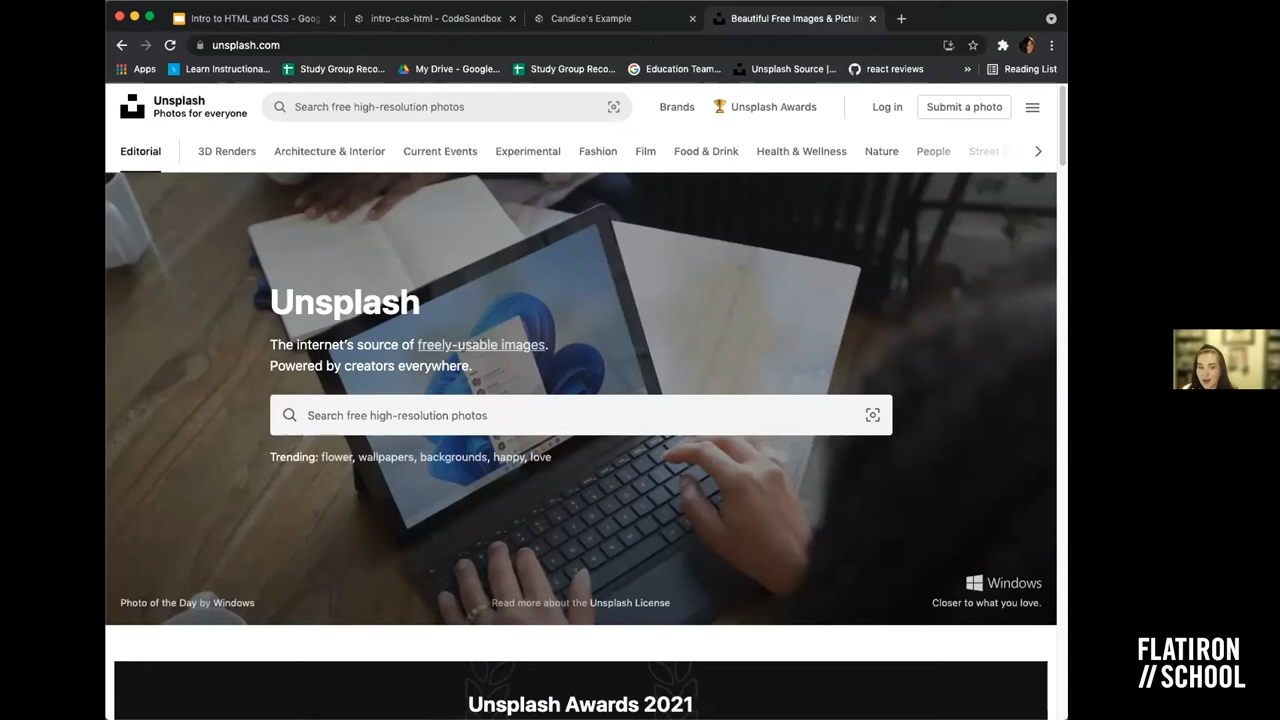 Intro to HTML and CSS - Goog
intro-css-html - CodeSandbox
Candice's Example
Beautiful Free Images & Pictur
unsplash.com
Apps
Learn Instructiona...
Study Group Reco...
My Drive - Google...
Study Group Reco...
Education Team...
Unsplash Source |...
react reviews
»
Reading List
Unsplash
Photos for everyone
Search free high-resolution photos
Brands
Unsplash Awards
Log in
Submit a photo
Editorial
3D Renders
Architecture & Interior
Current Events
Experimental
Fashion
Film
Food & Drink
Health & Wellness
Nature
People
Street
Unsplash
The internet's source of freely-usable images.
Powered by creators everywhere.
Search free high-resolution photos
Trending: flower, wallpapers, backgrounds, happy, love
Windows
Photo of the Day by Windows
Read more about the Unsplash License
Closer to what you love.
Unsplash Awards 2021
FLATIRON
// SCHOOL